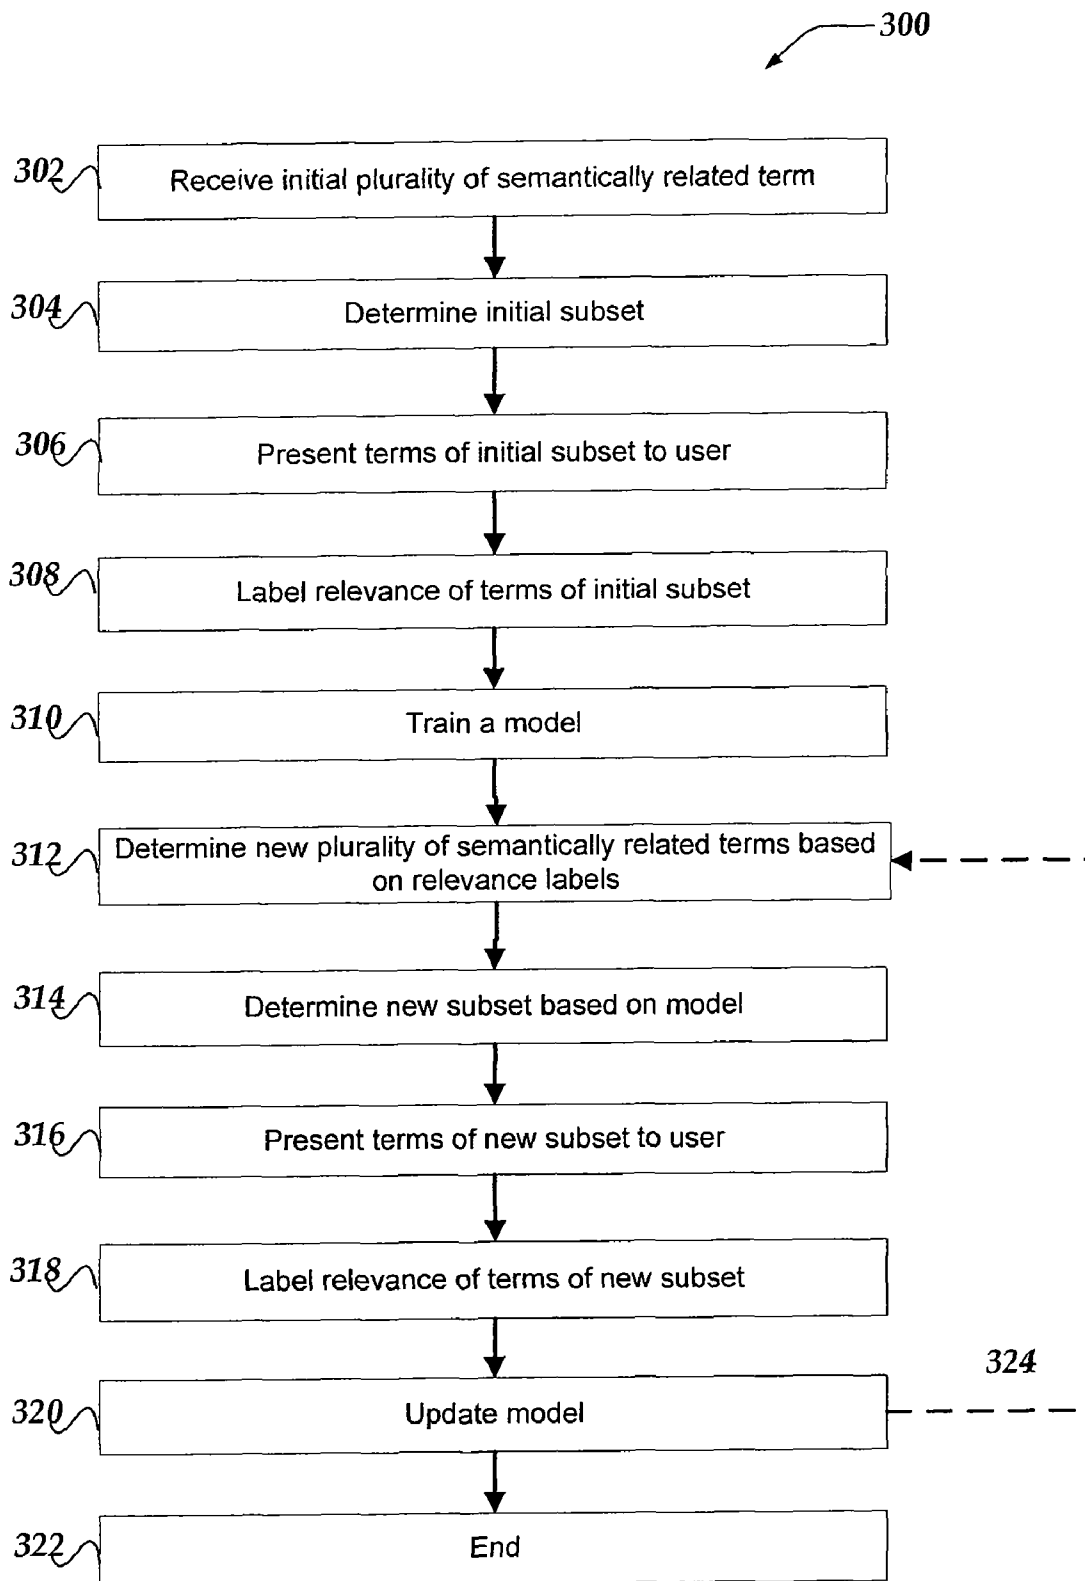 300
302
Receive initial plurality of semantically related term
304
Determine initial subset
306
Present terms of initial subset to user
308
Label relevance of terms of initial subset
310
Train a model
312
Determine new plurality of semantically related terms based
on relevance labels
314
Determine new subset based on model
316
Present terms of new subset to user
318
Label relevance of terms of new subset
324
320
Update model
322
End